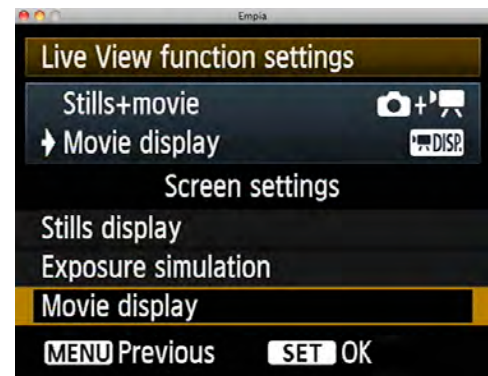 Empia
Live View function settings
Stills+movie
Movie display DISP.
Screen settings
Stills display
Exposure simulation
Movie display
MENU Previous SET OK